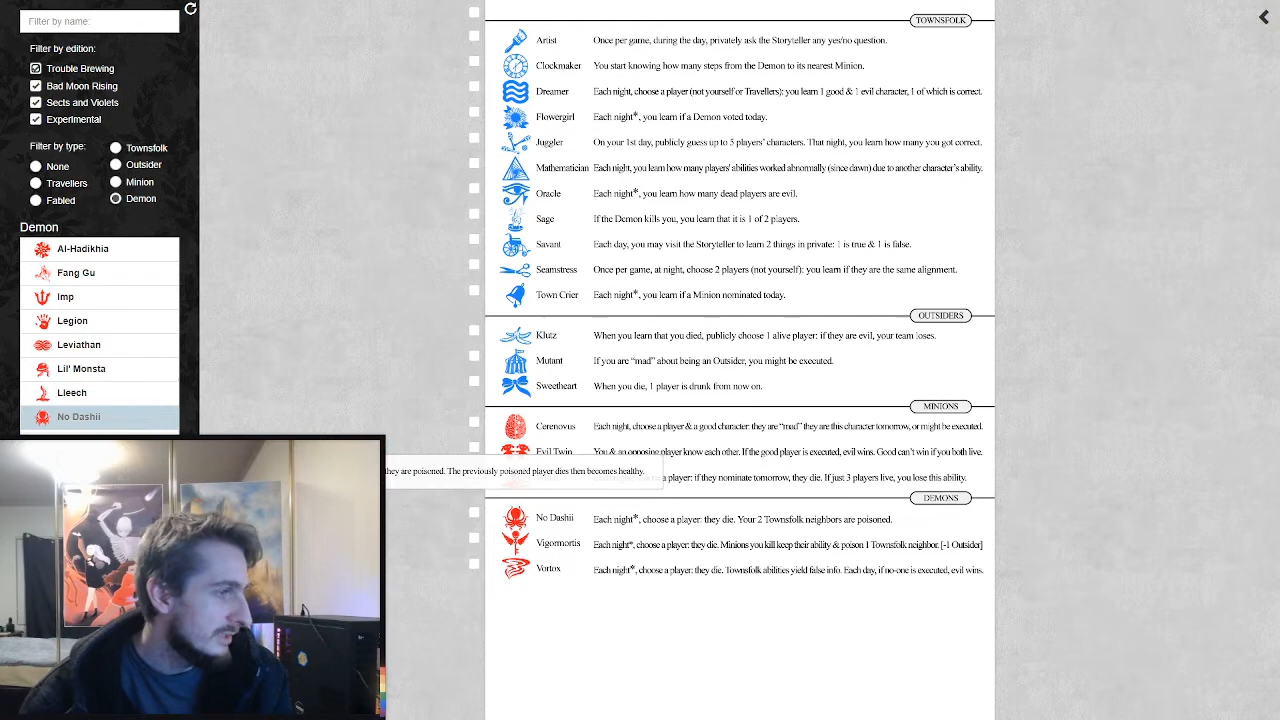 Filter by name:
Filter by edition:
Trouble Brewing
Bad Moon Rising
Sects and Violets
Experimental
Filter by type:
None
Travellers
Fabled
Townsfolk
Outsider
Minion
Demon
Demon
Al-Hadikhia
Fang Gu
Imp
Legion
Leviathan
Lil' Monsta
Lleech
No Dashii
TOWNSFOLK
Artist Once per game, during the day, privately ask the Storyteller any yes/no question.
Clockmaker You start knowing how many steps from the Demon to its nearest Minion.
Dreamer Each night, choose a player (not yourself or Travellers): you learn 1 good & 1 evil character, 1 of which is correct.
Flowergirl Each night*, you learn if a Demon voted today.
Juggler On your 1st day, publicly guess up to 5 players' characters. That night, you learn how many you got correct.
Mathematician Each night, you learn how many players' abilities worked abnormally (since dawn) due to another character's ability.
Oracle Each night*, you learn how many dead players are evil.
Sage If the Demon kills you, you learn that it is 1 of 2 players.
Savant Each day, you may visit the Storyteller to learn 2 things in private: 1 is true & 1 is false.
Seamstress Once per game, at night, choose 2 players (not yourself): you learn if they are the same alignment.
Town Crier Each night*, you learn if a Minion nominated today.
OUTSIDERS
Klutz When you learn that you died, publicly choose 1 alive player: if they are evil, your team loses.
Mutant If you are “mad” about being an Outsider, you might be executed.
Sweetheart When you die, 1 player is drunk from now on.
MINIONS
Cerenovus Each night, choose a player & a good character: they are “mad” they are this character tomorrow, or might be executed.
Evil Twin You & an opposing player know each other. If the good player is executed, evil wins. Good can't win if you both live.
they are poisoned. The previously poisoned player dies then becomes healthy.
a player: if they nominate tomorrow, they die. If just 3 players live, you lose this ability.
DEMONS
No Dashii Each night*, choose a player: they die. Your 2 Townsfolk neighbors are poisoned.
Vigormortis Each night*, choose a player: they die. Minions you kill keep their ability & poison 1 Townsfolk neighbor. [-1 Outsider]
Vortox Each night*, choose a player: they die. Townsfolk abilities yield false info. Each day, if no-one is executed, evil wins.